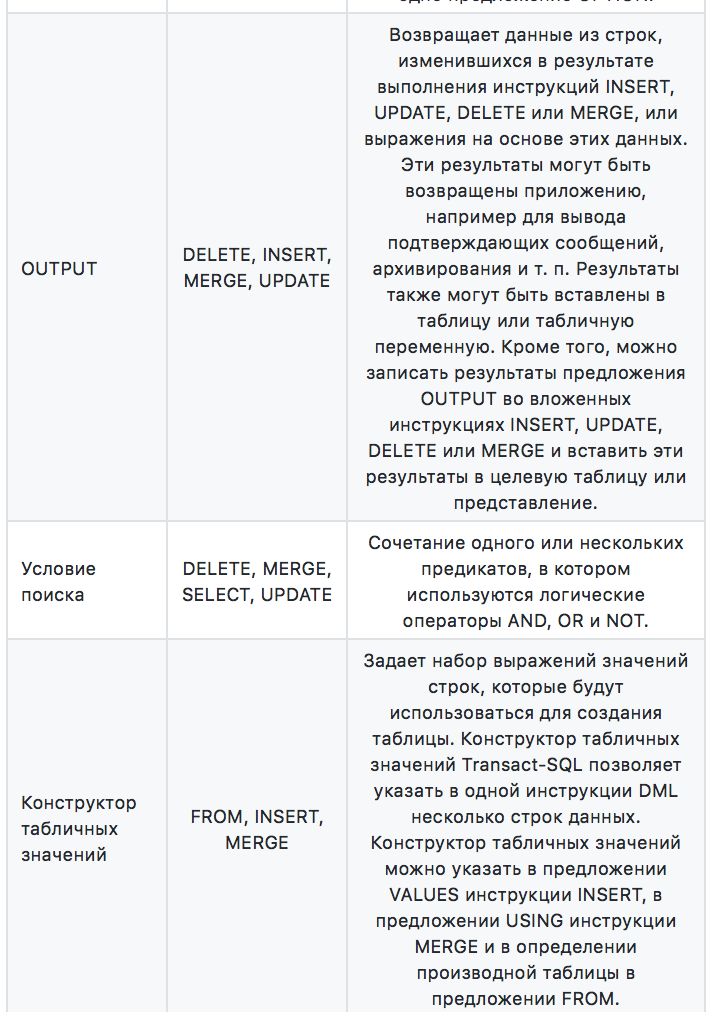 одно предложение OPTION.
OUTPUT
DELETE, INSERT,
MERGE, UPDATE
Возвращает данные из строк,
изменившихся в результате
выполнения инструкций INSERT,
UPDATE, DELETE или MERGE, или
выражения на основе этих данных.
Эти результаты могут быть
возвращены приложению,
например для вывода
подтверждающих сообщений,
архивирования и т. п. Результаты
также могут быть вставлены в
таблицу или табличную
переменную. Кроме того, можно
записать результаты предложения
OUTPUT во вложенных
инструкциях INSERT, UPDATE,
DELETE или MERGE и вставить эти
результаты в целевую таблицу или
представление.
Условие
поиска
DELETE, MERGE,
SELECT, UPDATE
Сочетание одного или нескольких
предикатов, в котором
используются логические
операторы AND, OR и NOT.
Конструктор
табличных
значений
FROM, INSERT,
MERGE
Задает набор выражений значений
строк, которые будут
использоваться для создания
таблицы. Конструктор табличных
значений Transact-SQL позволяет
указать в одной инструкции DML
несколько строк данных.
Конструктор табличных значений
можно указать в предложении
VALUES инструкции INSERT, в
предложении USING инструкции
MERGE и в определении
производной таблицы в
предложении FROM.